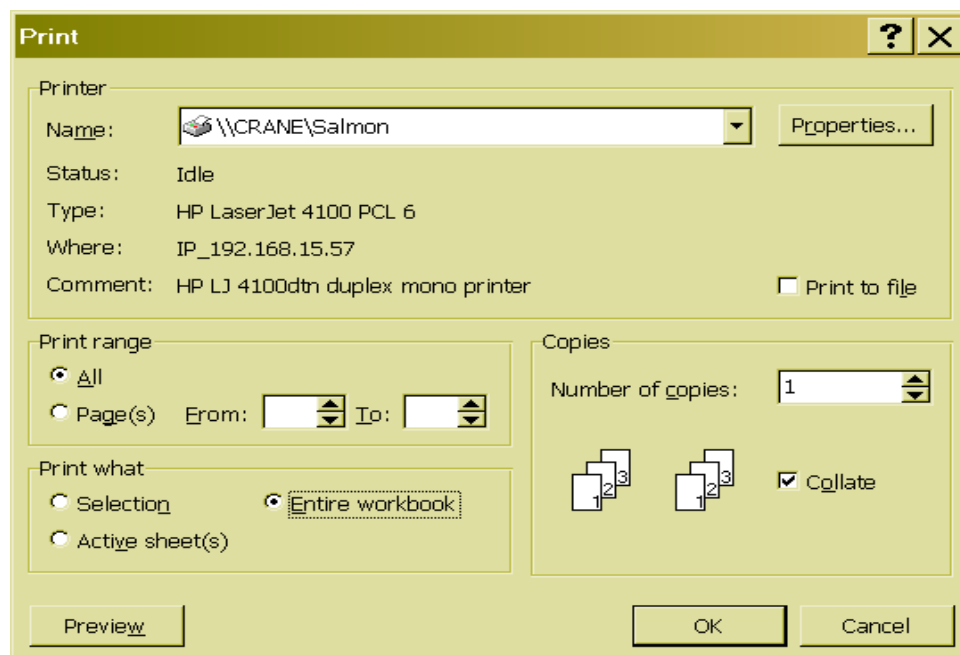 Print ? X
Printer
Name: \\CRANE\Salmon Properties...
Status: Idle
Type: HP LaserJet 4100 PCL 6
Where: IP_192.168.15.57
Comment: HP LJ 4100dtn duplex mono printer Print to file
Print range
All
Page(s) From: To:
Copies
Number of copies: 1
1 2 3 1 2 3 Collate
Print what
Selection Entire workbook
Active sheet(s)
Preview OK Cancel